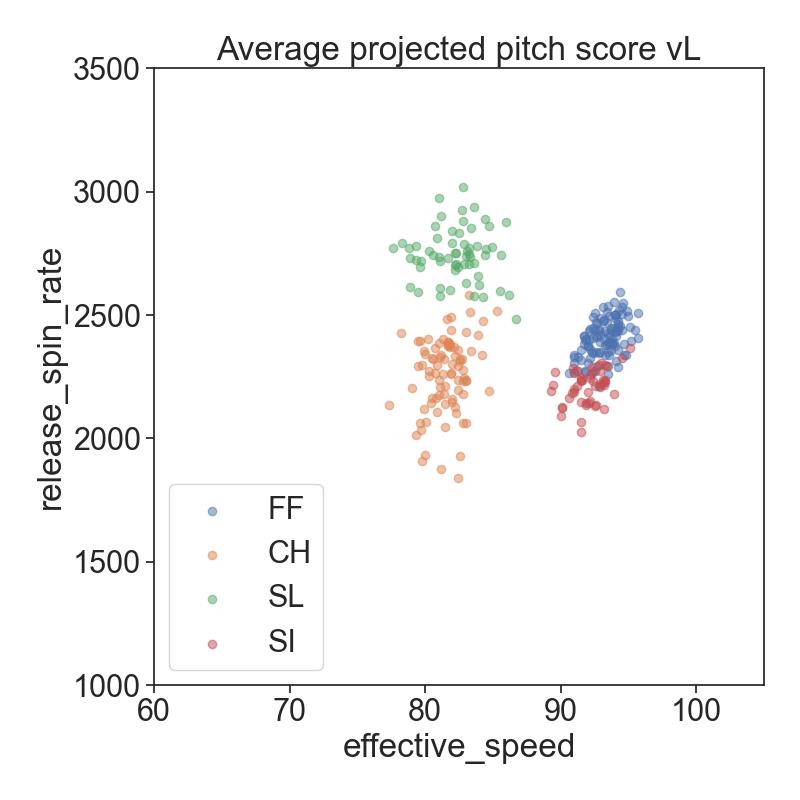 Average projected pitch score vL
release_spin_rate
3500
3000
2500
2000
1500
1000
FF
CH
SL
SI
60
70
80
90
100
effective_speed